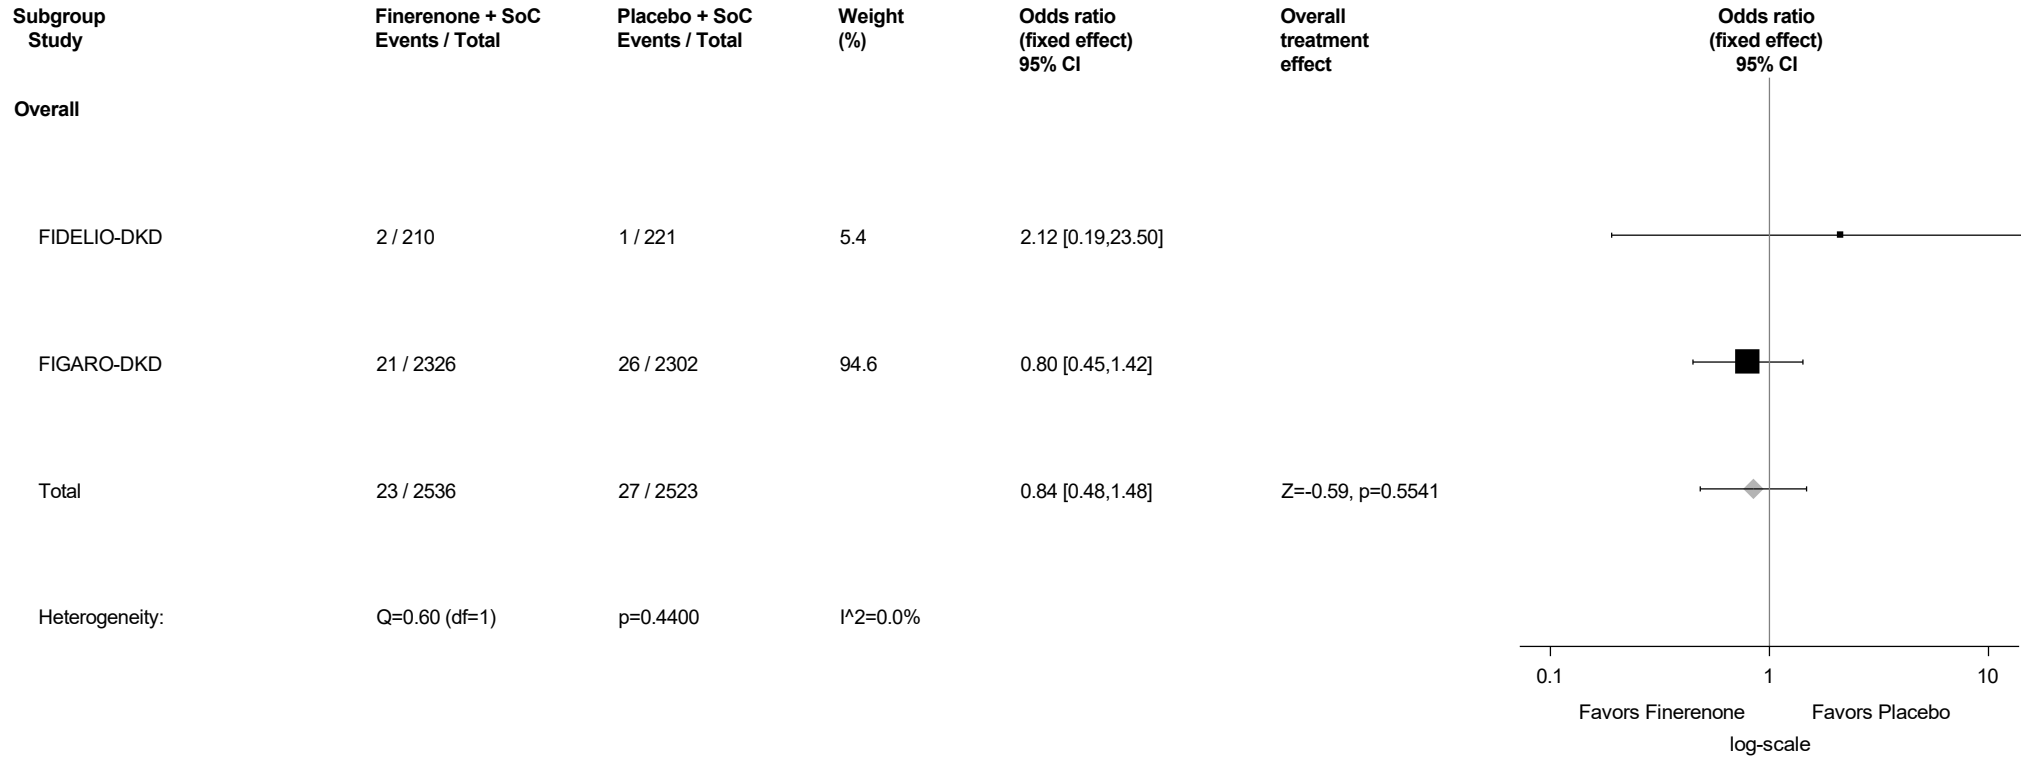 Subgroup Finerenone + SoC Placebo + SoC Weight Odds ratio Overall Odds ratio
Study Events / Total Events / Total (%) (fixed effect) treatment (fixed effect)
95% CI effect 95% CI
Overall
FIDELIO-DKD 2 / 210 1 / 221 5.4 2.12 [0.19,23.50]
FIGARO-DKD 21 / 2326 26 / 2302 94.6 0.80 [0.45,1.42]
Total 23 / 2536 27 / 2523 0.84 [0.48,1.48] Z=-0.59, p=0.5541
Heterogeneity: Q=0.60 (df=1) p=0.4400 I^2=0.0%
0.1 1 10
Favors Finerenone Favors Placebo
log-scale